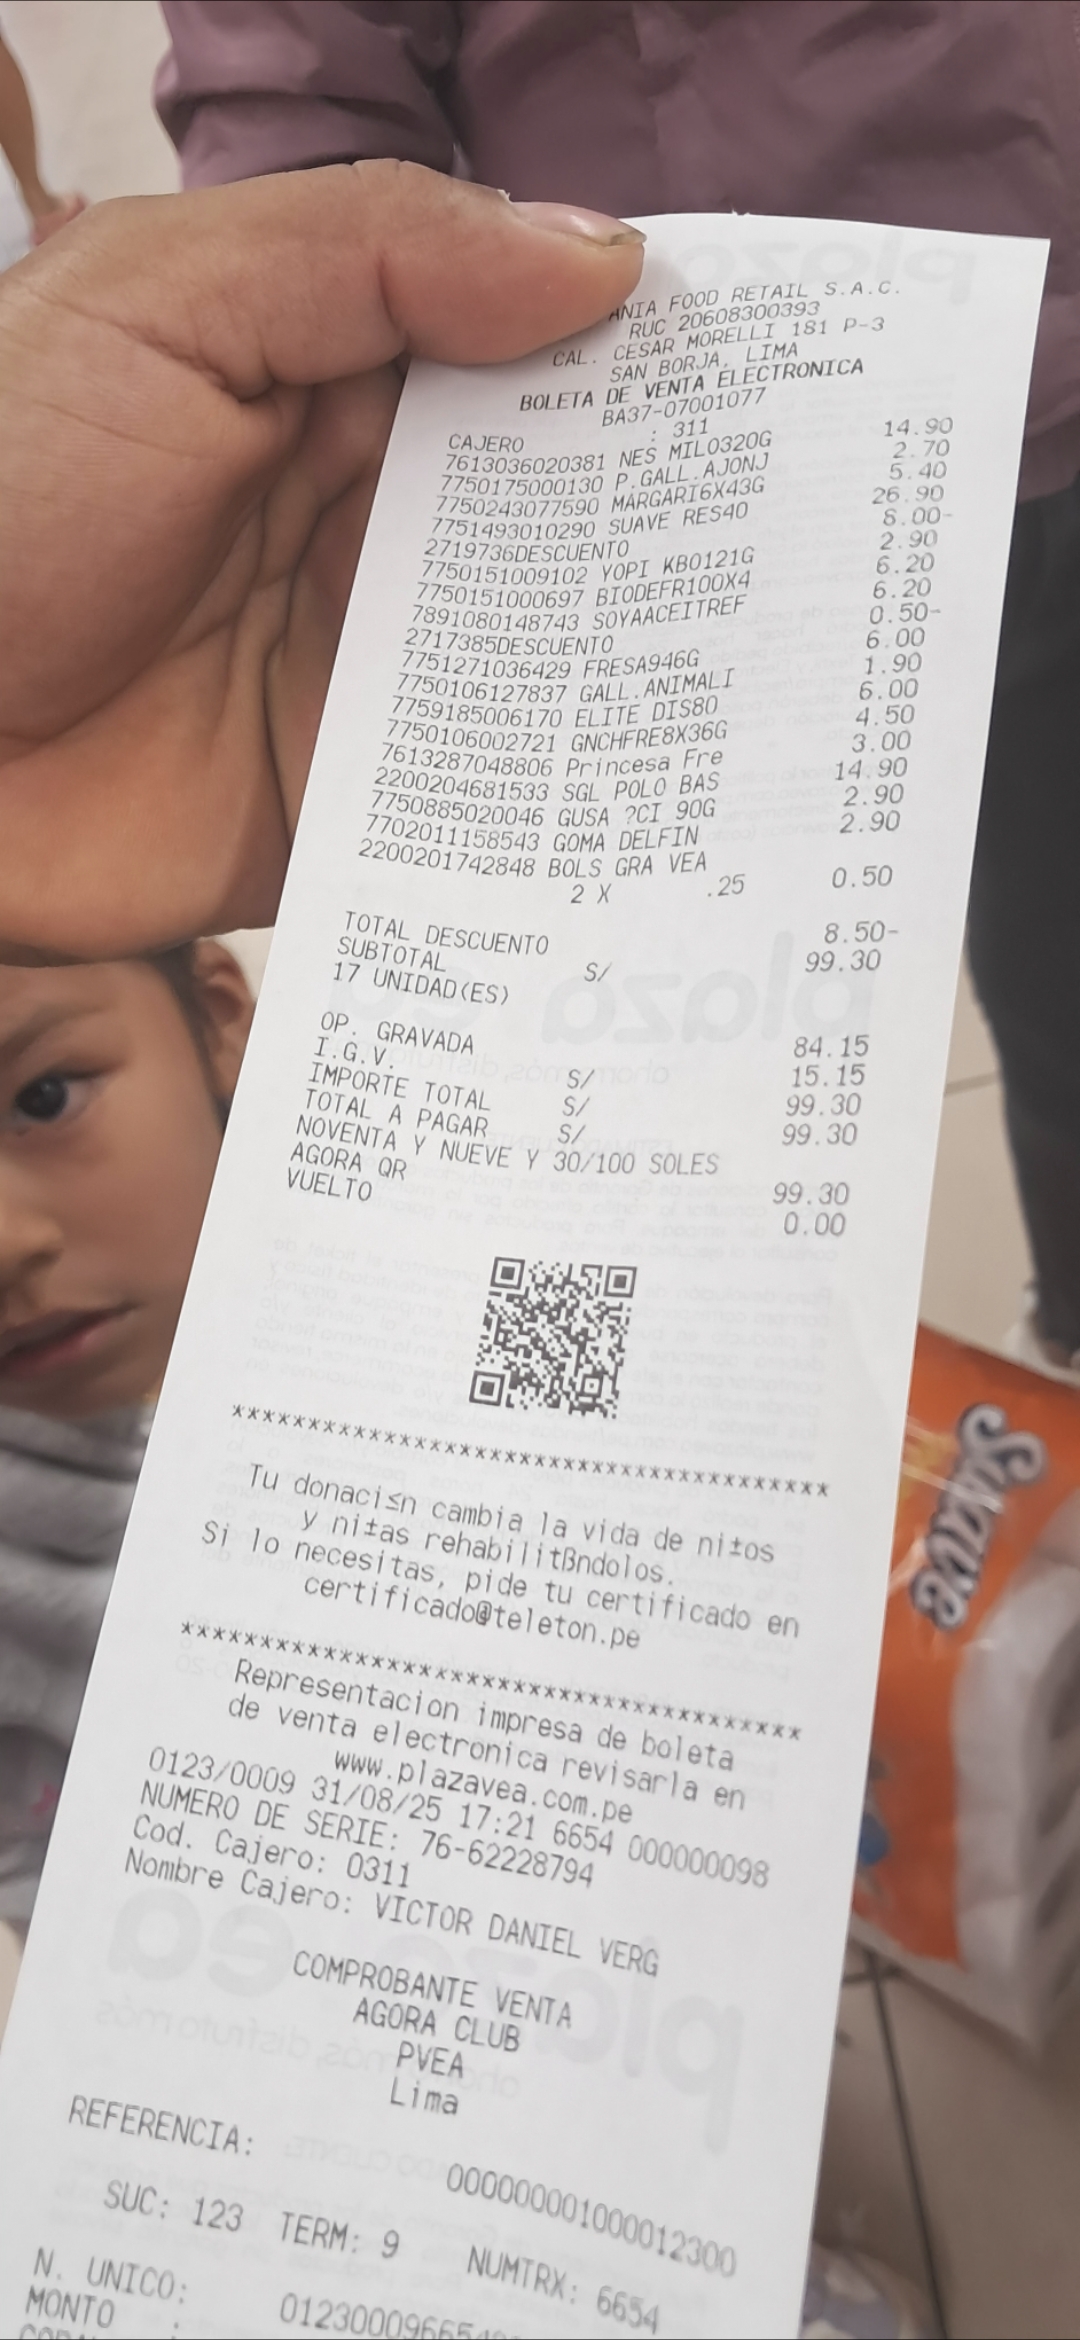 ANIA FOOD RETAIL S.A.C.
RUC 20608300393
CAL. CESAR MORELLI 181 P-3
SAN BORJA, LIMA
BOLETA DE VENTA ELECTRONICA
BA37-07001077
CAJERO : 311
7613036020381 NES MILO320G 14.90
7750175000130 P.GALL.AJONJ 2.70
7750243077590 MARGARI6X43G 5.40
7751493010290 SUAVE RES40 26.90
2719736DESCUENTO 8.00-
7750151009102 YOPI KB0121G 2.90
7750151000697 BIODEFR100X4 6.20
7891080148743 SOYAACEITREF 6.20
2717385DESCUENTO 0.50-
7751271036429 FRESA946G 6.00
7750106127837 GALL.ANIMALI 1.90
7759185006170 ELITE DIS80 6.00
7750106002721 GNCHFRE8X36G 4.50
7613287048806 Princesa Fre 3.00
2200204681533 SGL POLO BAS 14.90
7750885020046 GUSA ?CI 90G 2.90
7702011158543 GOMA DELFIN 2.90
2200201742848 BOLS GRA VEA
2 X .25 0.50
TOTAL DESCUENTO 8.50-
SUBTOTAL S/ 99.30
17 UNIDAD(ES)
OP. GRAVADA 84.15
I.G.V. S/ 15.15
IMPORTE TOTAL S/ 99.30
TOTAL A PAGAR S/ 99.30
NOVENTA Y NUEVE Y 30/100 SOLES
AGORA QR 99.30
VUELTO 0.00
****************************************
Tu donaci≤n cambia la vida de ni±os
y ni±as rehabilitßndolos.
Si lo necesitas, pide tu certificado en
certificado@teleton.pe
****************************************
Representacion impresa de boleta
de venta electronica revisarla en
www.plazavea.com.pe
0123/0009 31/08/25 17:21 6654 000000098
NUMERO DE SERIE: 76-62228794
Cod. Cajero: 0311
Nombre Cajero: VICTOR DANIEL VERG
COMPROBANTE VENTA
AGORA CLUB
PVEA
Lima
REFERENCIA:
000000001000012300
SUC: 123 TERM: 9 NUMTRX: 6654
N. UNICO:
MONTO :
Suave